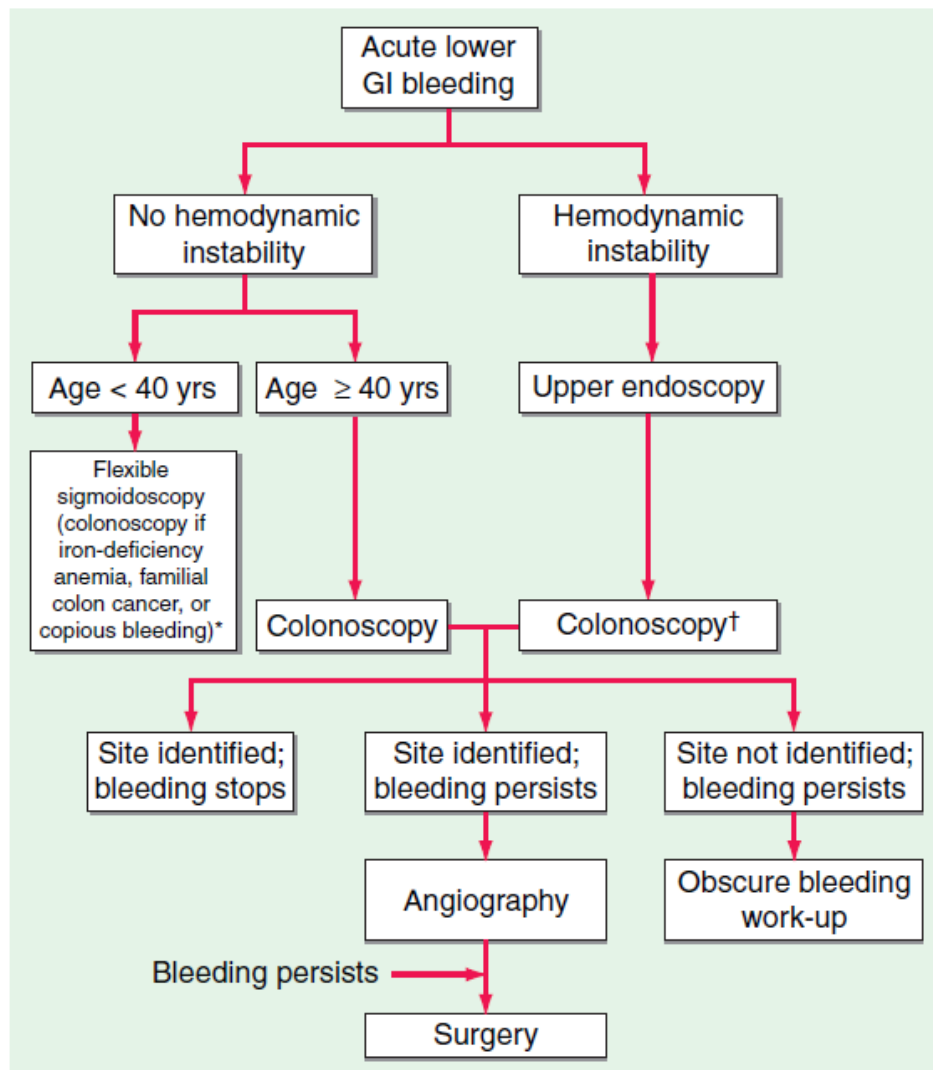 Acute lower
GI bleeding
No hemodynamic
instability
Hemodynamic
instability
Age < 40 yrs
Age ≥ 40 yrs
Upper endoscopy
Flexible
sigmoidoscopy
(colonoscopy if
iron-deficiency
anemia, familial
colon cancer, or
copious bleeding)*
Colonoscopy
Colonoscopy†
Site identified;
bleeding stops
Site identified;
bleeding persists
Site not identified;
bleeding persists
Angiography
Obscure bleeding
work-up
Bleeding persists
Surgery